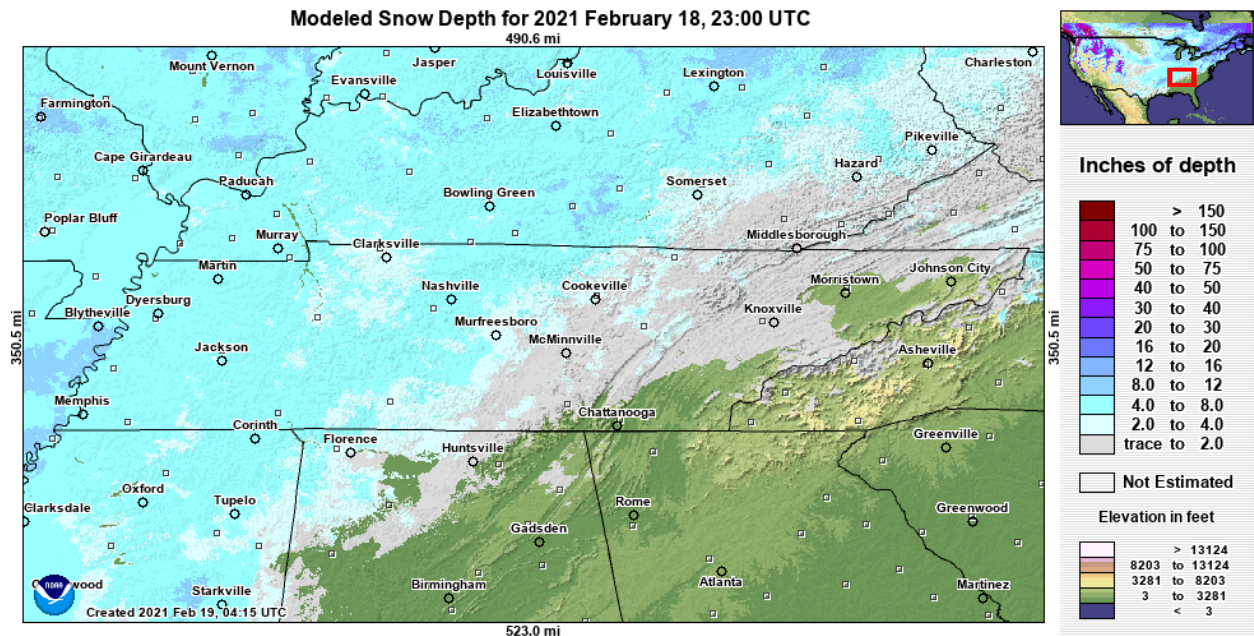 Modeled Snow Depth for 2021 February 18, 23:00 UTC
490.6 mi
Mount Vernon
Jasper
Louisville
Lexington
Charleston
Evansville
Farmington
Elizabethtown
Pikeville
Cape Girardeau
Hazard
Paducah
Bowling Green
Somerset
Poplar Bluff
Murray
Clarksville
Middlesborough
Martin
Johnson City
Morristown
Nashville
Cookeville
Dyersburg
Blytheville
Knoxville
Murfreesboro
350.5 mi
350.5 mi
McMinnville
Jackson
Asheville
Memphis
Chattanooga
Corinth
Florence
Greenville
Huntsville
Oxford
Tupelo
Rome
Clarksdale
Greenwood
Gadsden
Birmingham
Atlanta
Martinez
Starkville
NOAA
Created 2021 Feb 19, 04:15 UTC
523.0 mi
Inches of depth
> 150
100 to 150
75 to 100
50 to 75
40 to 50
30 to 40
20 to 30
16 to 20
12 to 16
8.0 to 12
4.0 to 8.0
2.0 to 4.0
trace to 2.0
Not Estimated
Elevation in feet
> 13124
8203 to 13124
3281 to 8203
3 to 3281
< 3